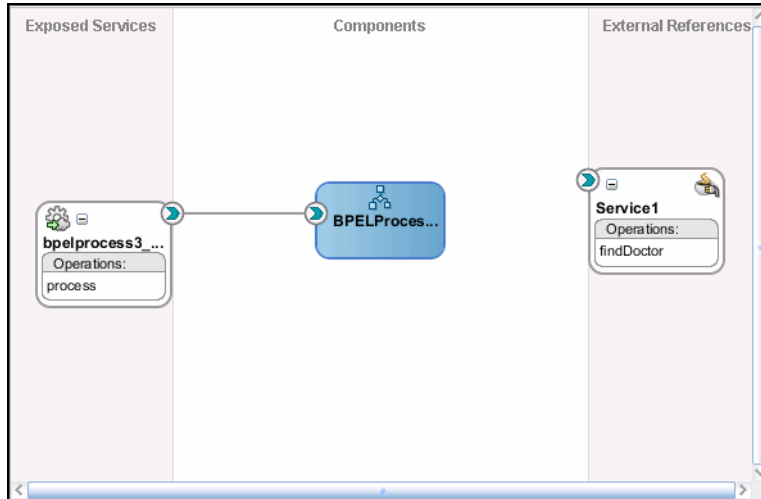 Exposed Services
Components
External References
bpelprocess3_...
Operations:
process
BPELProces...
Service1
Operations:
findDoctor